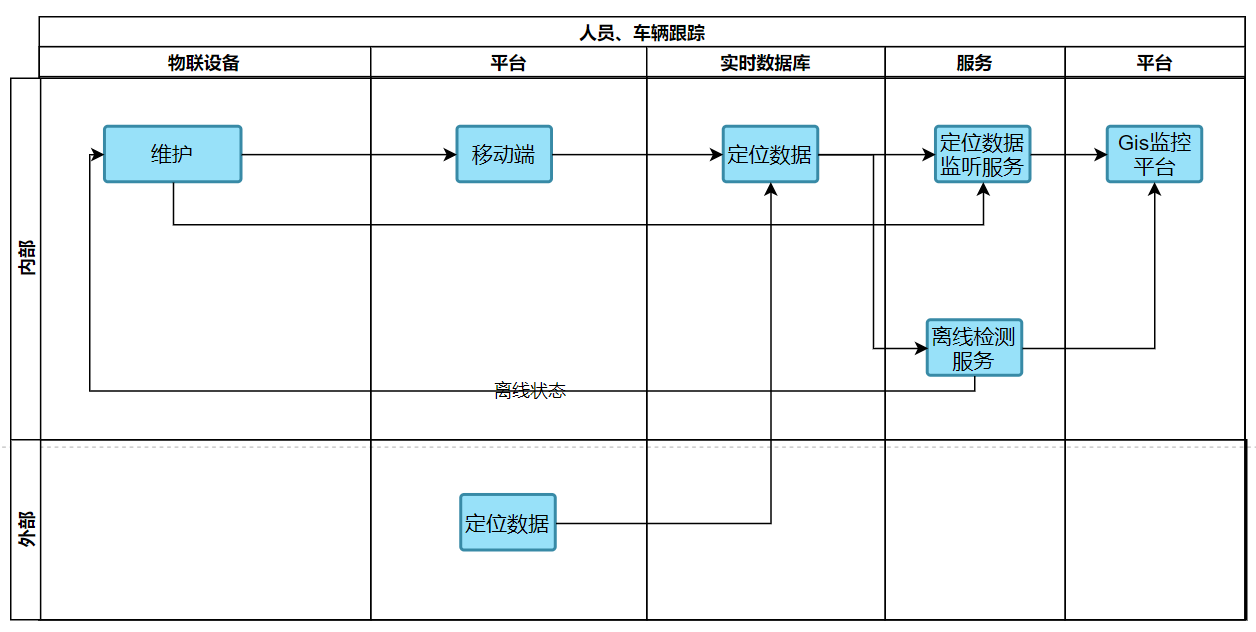 人员、车辆跟踪
物联设备
平台
实时数据库
服务
平台
内部
维护
移动端
定位数据
定位数据
监听服务
Gis监控
平台
离线检测
服务
离线状态
外部
定位数据